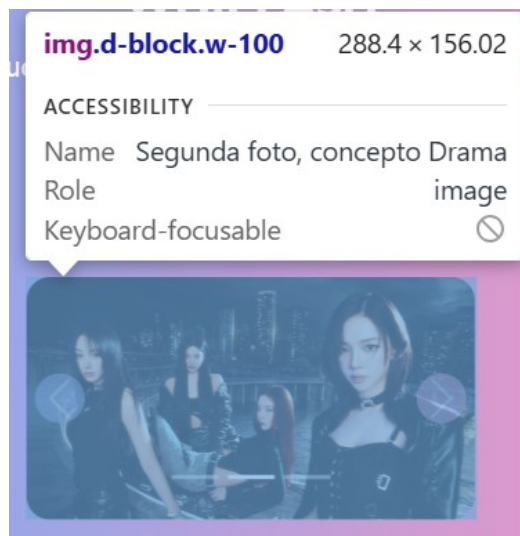 img.d-block.w-100 288.4 × 156.02
ACCESSIBILITY
Name Segunda foto, concepto Drama
Role image
Keyboard-focusable